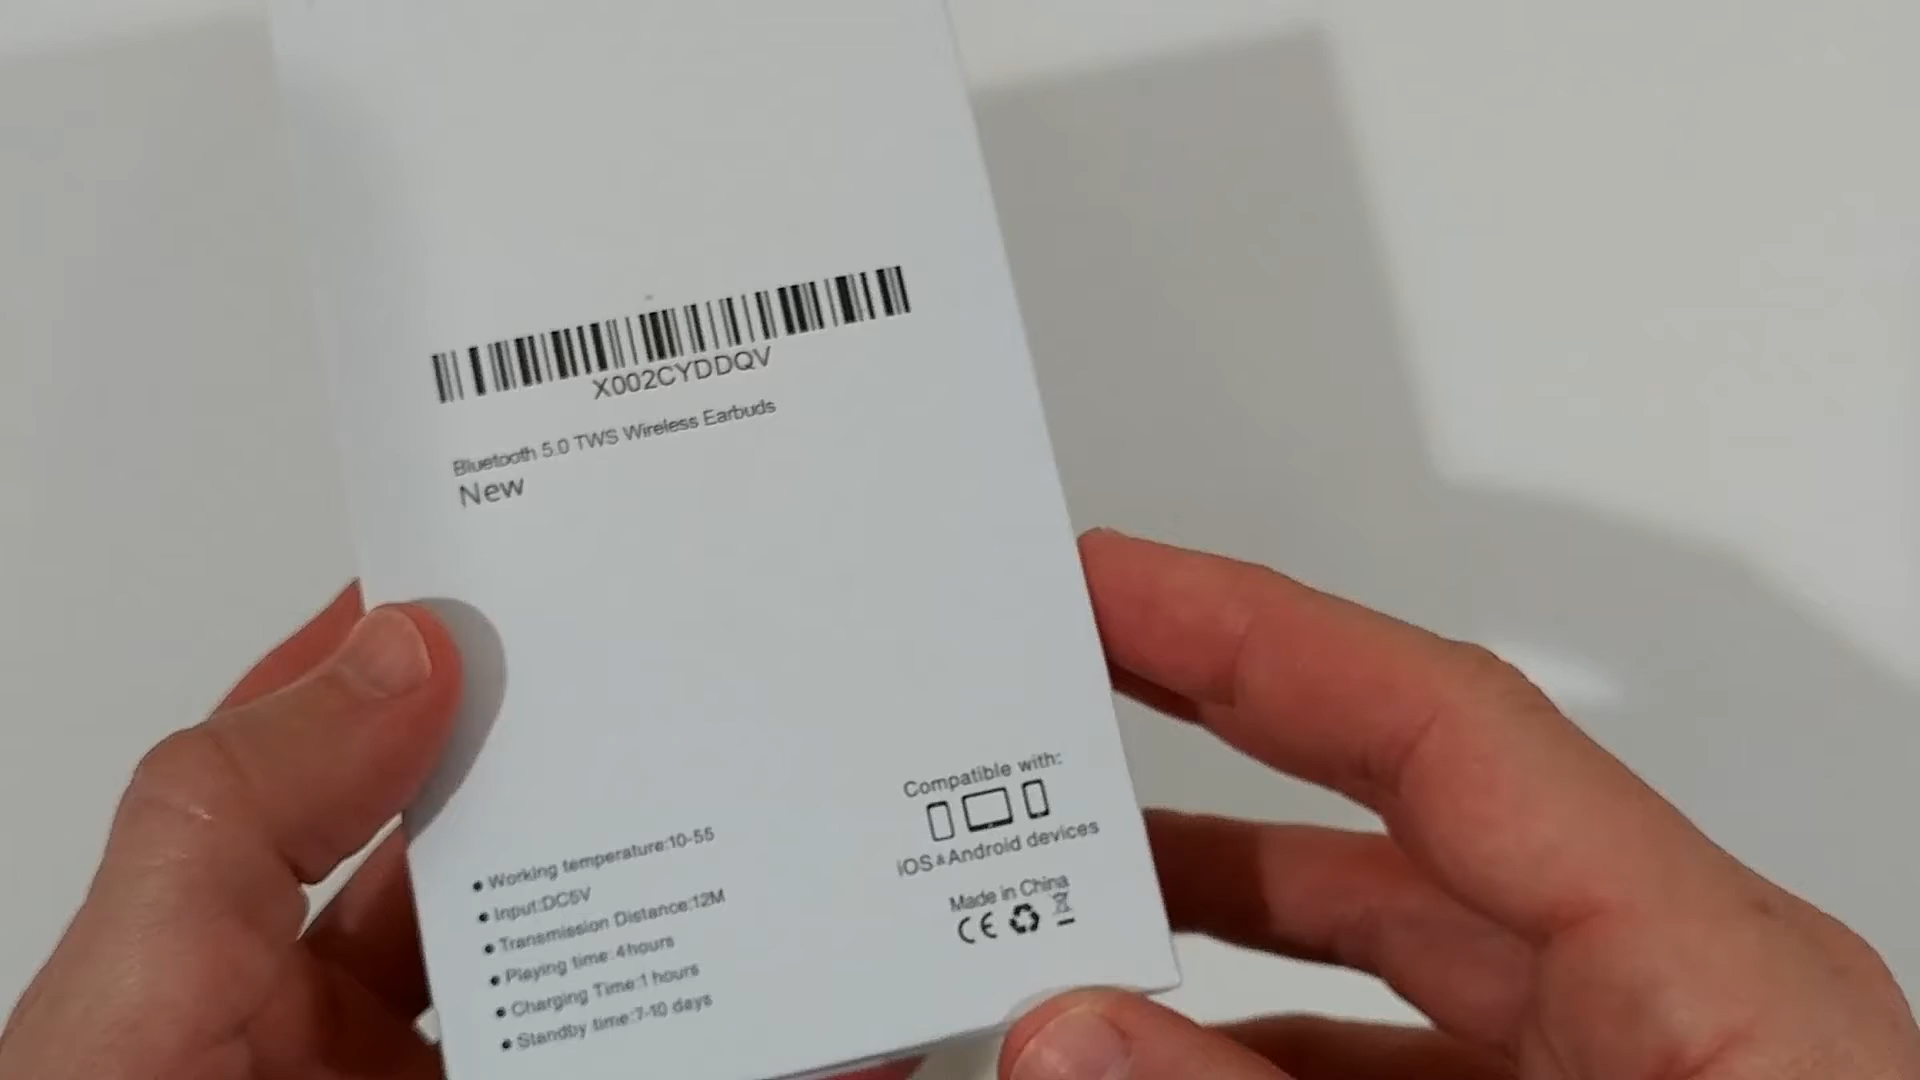 X002CYDDQV
Bluetooth 5.0 TWS Wireless Earbuds
New
Compatible with:
iOS & Android devices
Made in China
CE
• Working temperature:10-55
• Input:DC5V
• Transmission Distance:12M
• Playing time:4hours
• Charging Time:1 hours
• Standby time:7-10 days